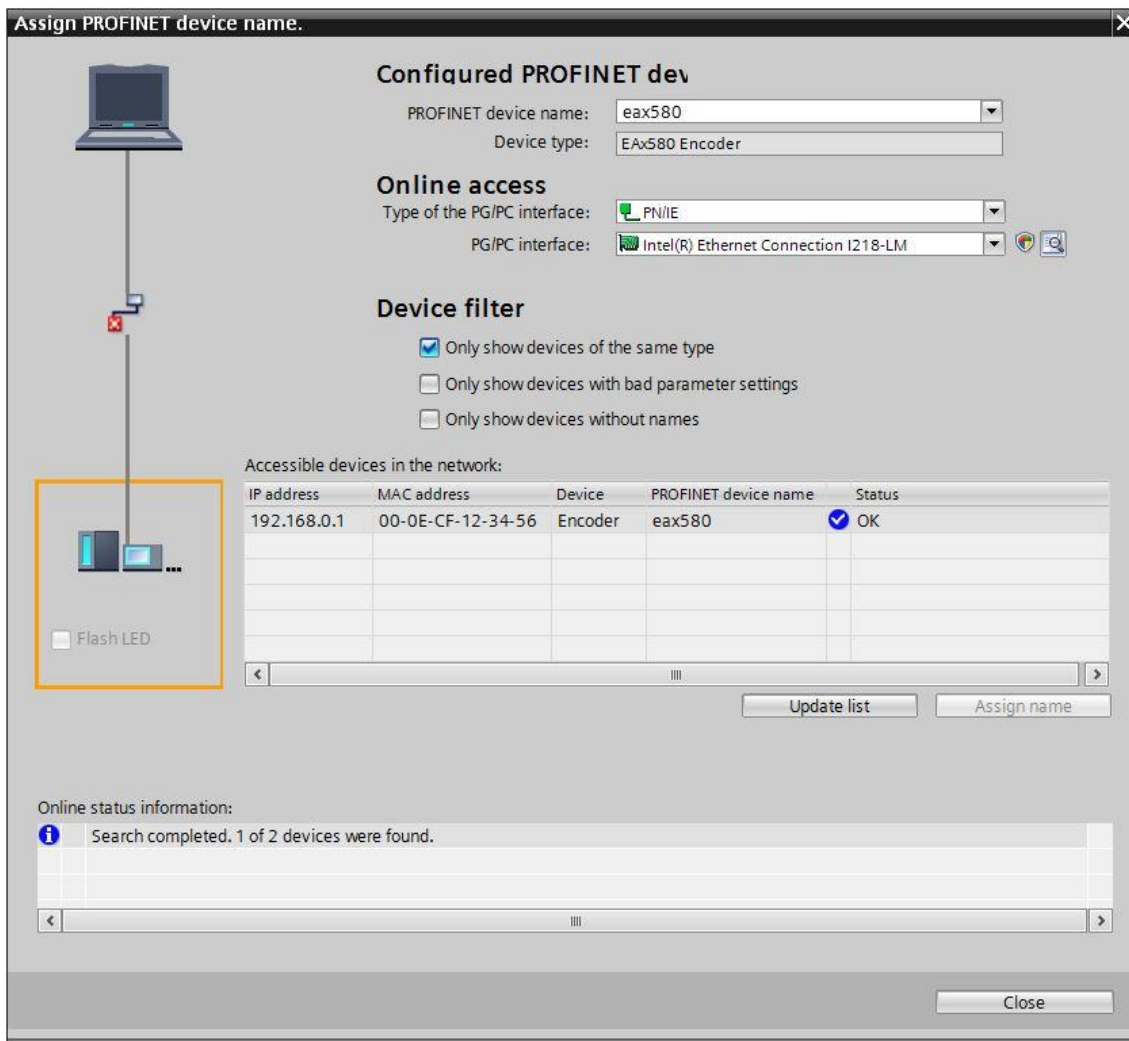 Assign PROFINET device name.
Configured PROFINET dev
PROFINET device name: eax580
Device type: EAx580 Encoder
Online access
Type of the PG/PC interface: PN/IE
PG/PC interface: Intel(R) Ethernet Connection I218-LM
Device filter
Only show devices of the same type
Only show devices with bad parameter settings
Only show devices without names
Accessible devices in the network:
IP address MAC address Device PROFINET device name Status
192.168.0.1 00-0E-CF-12-34-56 Encoder eax580 OK
Flash LED
Update list Assign name
Online status information:
Search completed. 1 of 2 devices were found.
Close